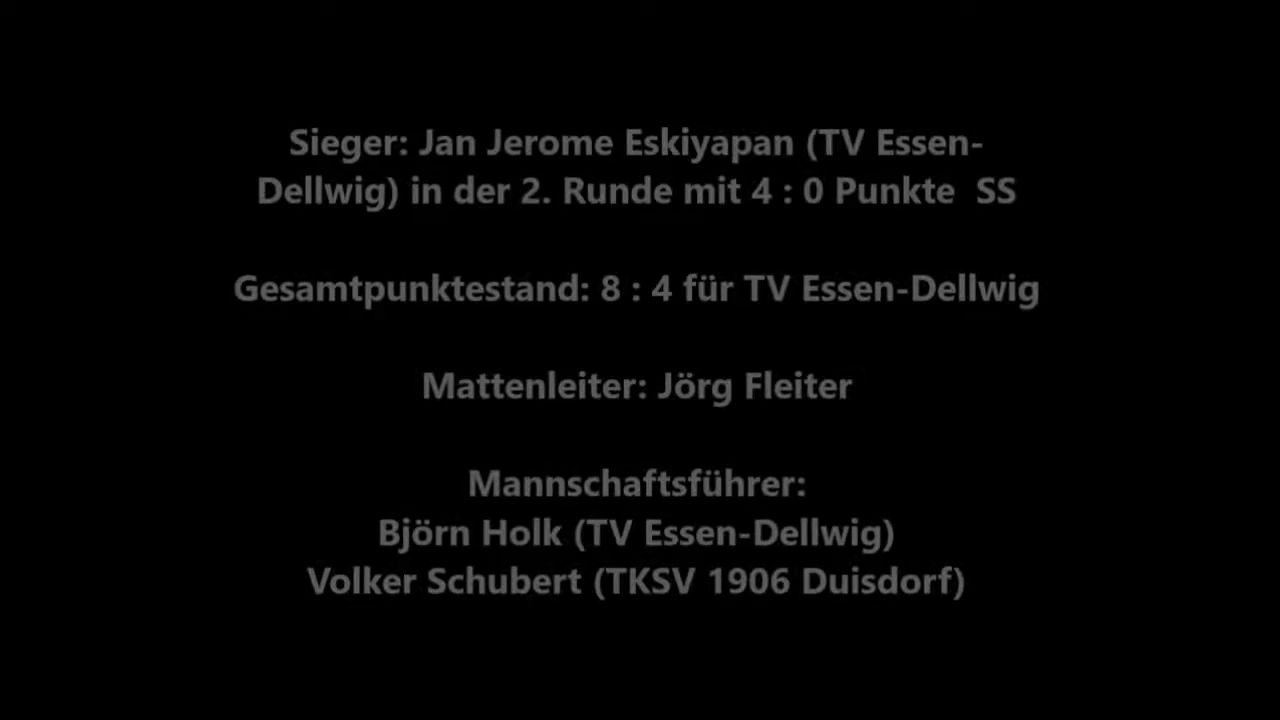 Sieger: Jan Jerome Eskiyapan (TV Essen-
Dellwig) in der 2. Runde mit 4 : 0 Punkte  SS
Gesamtpunktestand: 8 : 4 für TV Essen-Dellwig
Mattenleiter: Jörg Fleiter
Mannschaftsführer:
Björn Holk (TV Essen-Dellwig)
Volker Schubert (TKSV 1906 Duisdorf)